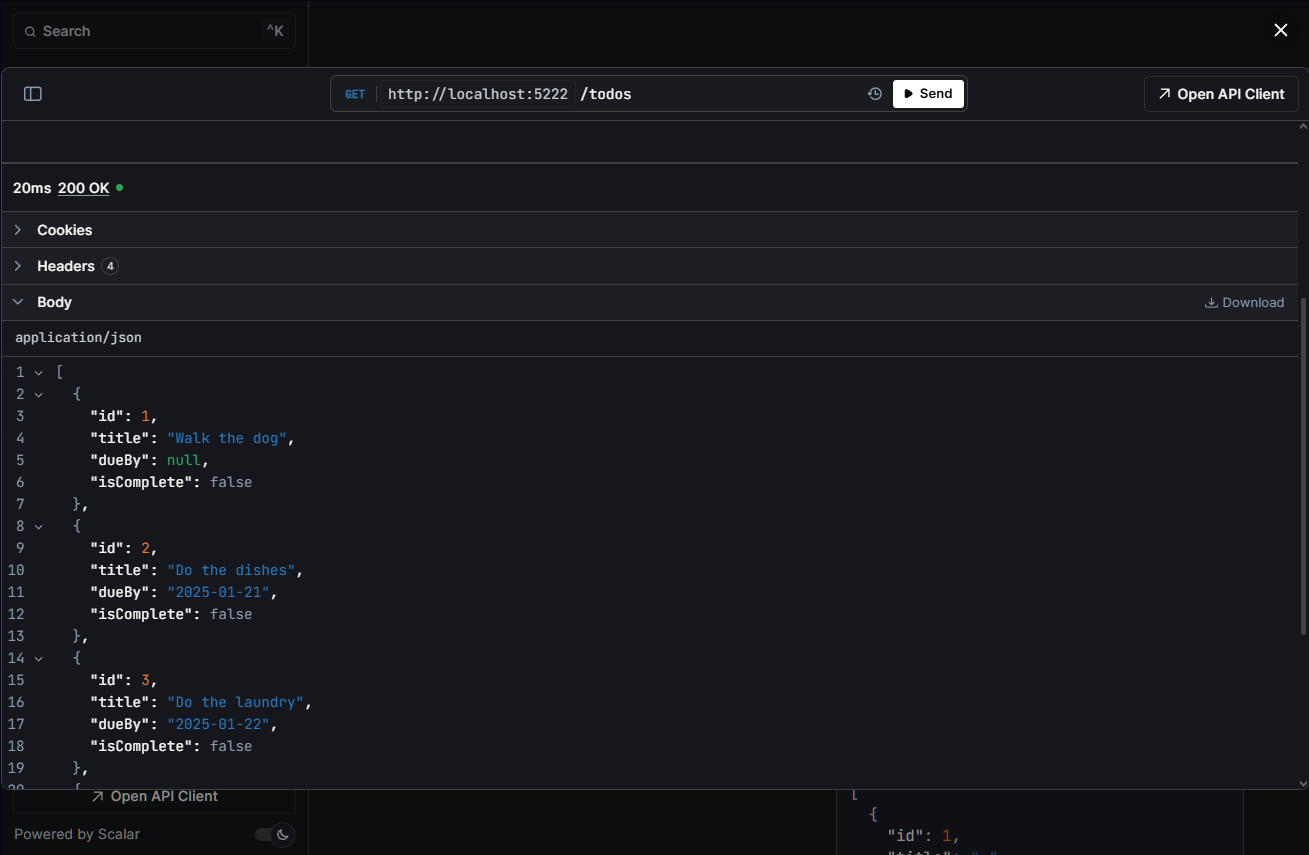 Search ^K
GET http://localhost:5222 /todos Send Open API Client
20ms 200 OK
Cookies
Headers 4
Body Download
application/json
1 [
2 {
3 "id": 1,
4 "title": "Walk the dog",
5 "dueBy": null,
6 "isComplete": false
7 },
8 {
9 "id": 2,
10 "title": "Do the dishes",
11 "dueBy": "2025-01-21",
12 "isComplete": false
13 },
14 {
15 "id": 3,
16 "title": "Do the laundry",
17 "dueBy": "2025-01-22",
18 "isComplete": false
19 },
20 {
Open API Client
Powered by Scalar
[
{
"id": 1,